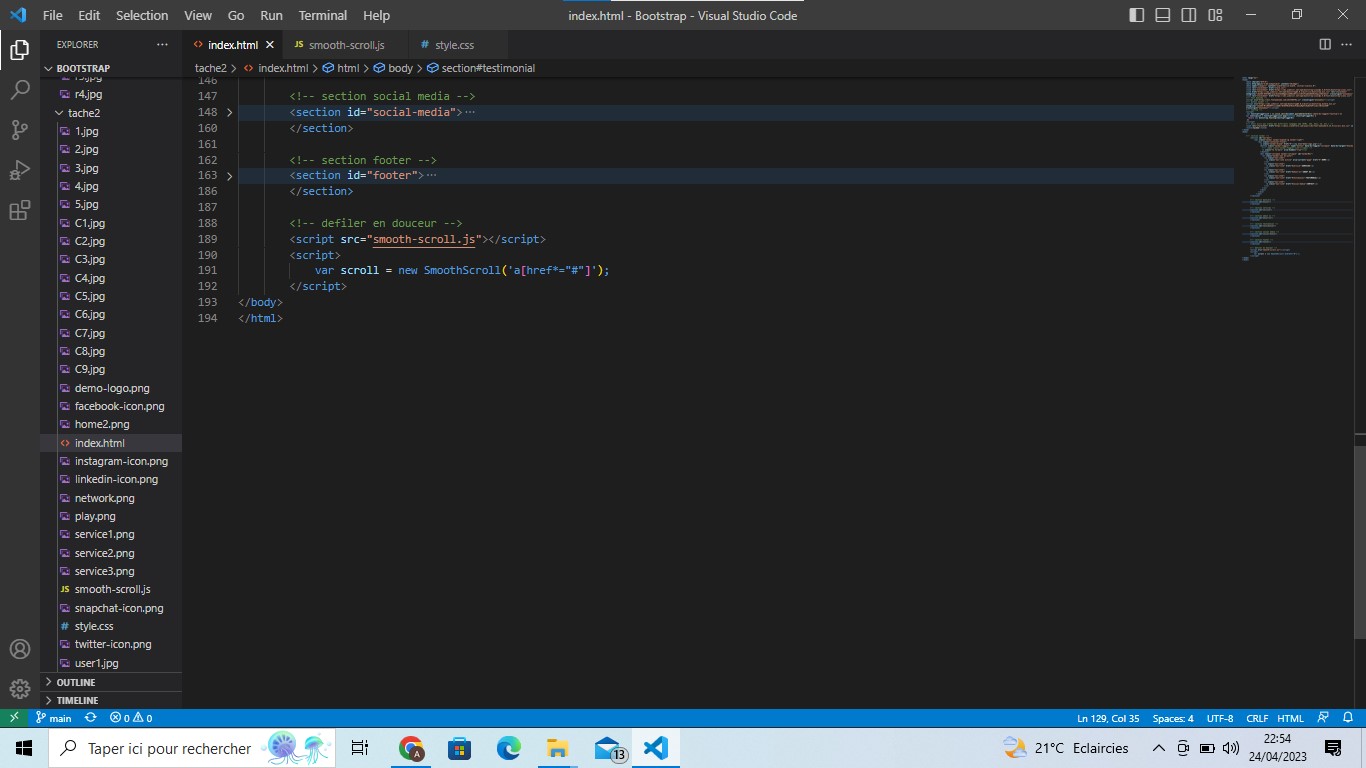 File Edit Selection View Go Run Terminal Help
index.html - Bootstrap - Visual Studio Code
EXPLORER
index.html
JS smooth-scroll.js
# style.css
BOOTSTRAP
tache2 > index.html > html > body > section#testimonial
r4.jpg
tache2
1.jpg
2.jpg
3.jpg
4.jpg
5.jpg
C1.jpg
C2.jpg
C3.jpg
C4.jpg
C5.jpg
C6.jpg
C7.jpg
C8.jpg
C9.jpg
demo-logo.png
facebook-icon.png
home2.png
index.html
instagram-icon.png
linkedin-icon.png
network.png
play.png
service1.png
service2.png
service3.png
JS smooth-scroll.js
snapchat-icon.png
# style.css
twitter-icon.png
user1.jpg
OUTLINE
TIMELINE
146
147 <!-- section social media -->
148 <section id="social-media">...
160 </section>
161
162 <!-- section footer -->
163 <section id="footer">...
186 </section>
187
188 <!-- defiler en douceur -->
189 <script src="smooth-scroll.js"></script>
190 <script>
191 var scroll = new SmoothScroll('a[href*="#"]');
192 </script>
193 </body>
194 </html>
main 0 0
Ln 129, Col 35 Spaces: 4 UTF-8 CRLF HTML
Taper ici pour rechercher
A
13
21°C Eclaircies
22:54
24/04/2023